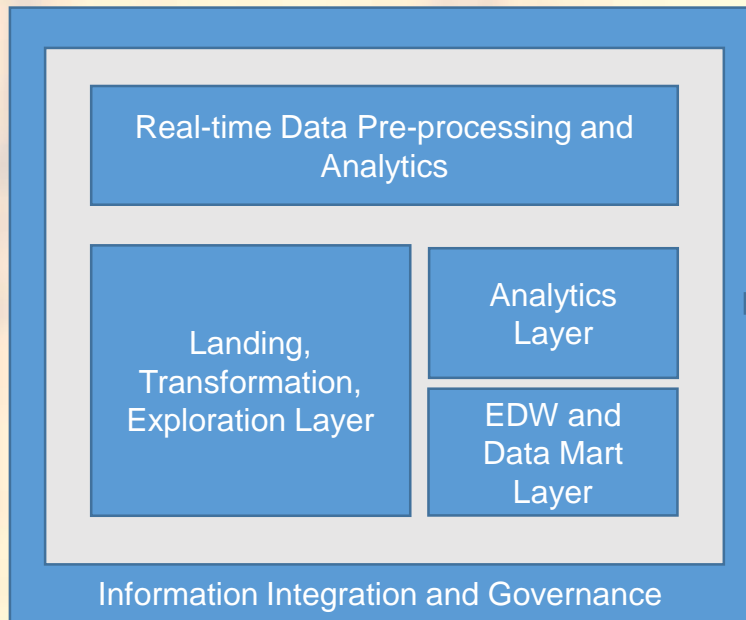 Real-time Data Pre-processing and
Analytics
Landing,
Transformation,
Exploration Layer
Analytics
Layer
EDW and
Data Mart
Layer
Information Integration and Governance